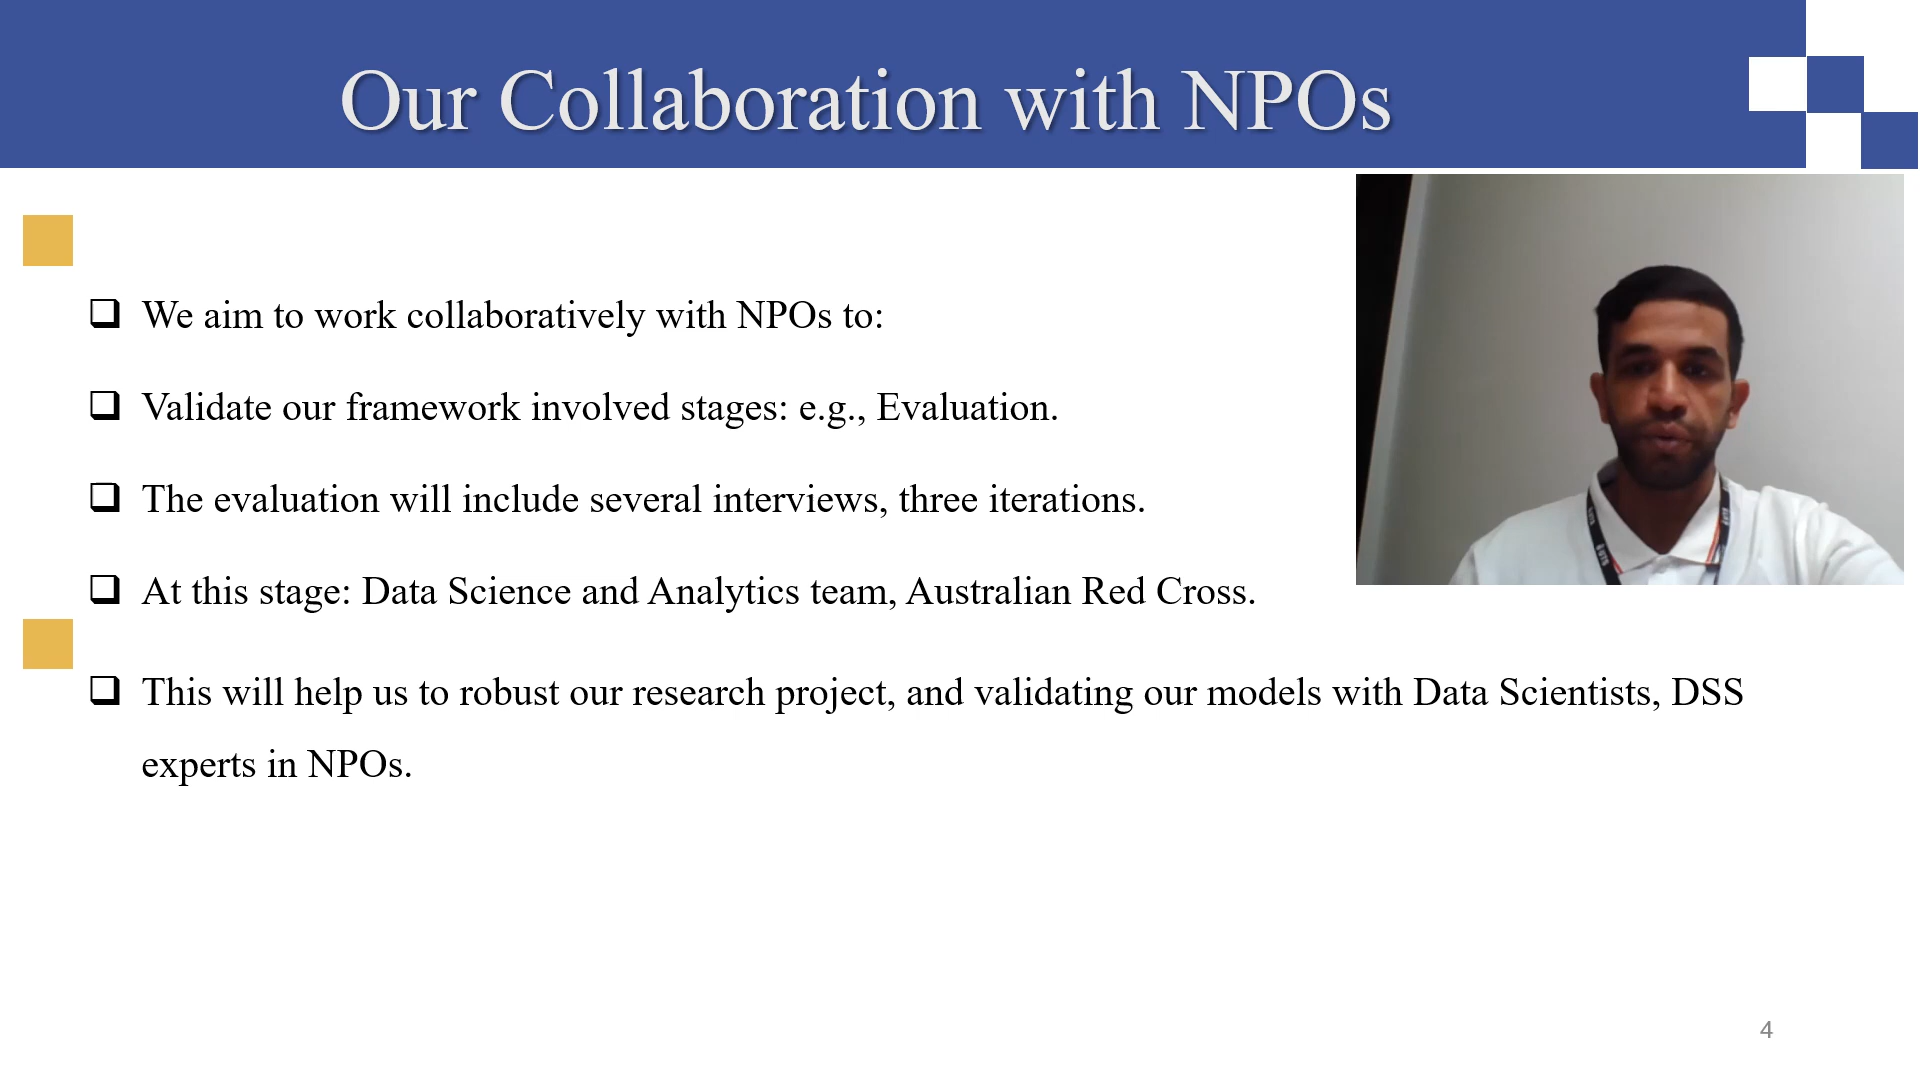 Our Collaboration with NPOs
We aim to work collaboratively with NPOs to:
Validate our framework involved stages: e.g., Evaluation.
The evaluation will include several interviews, three iterations.
At this stage: Data Science and Analytics team, Australian Red Cross.
This will help us to robust our research project, and validating our models with Data Scientists, DSS
experts in NPOs.
4